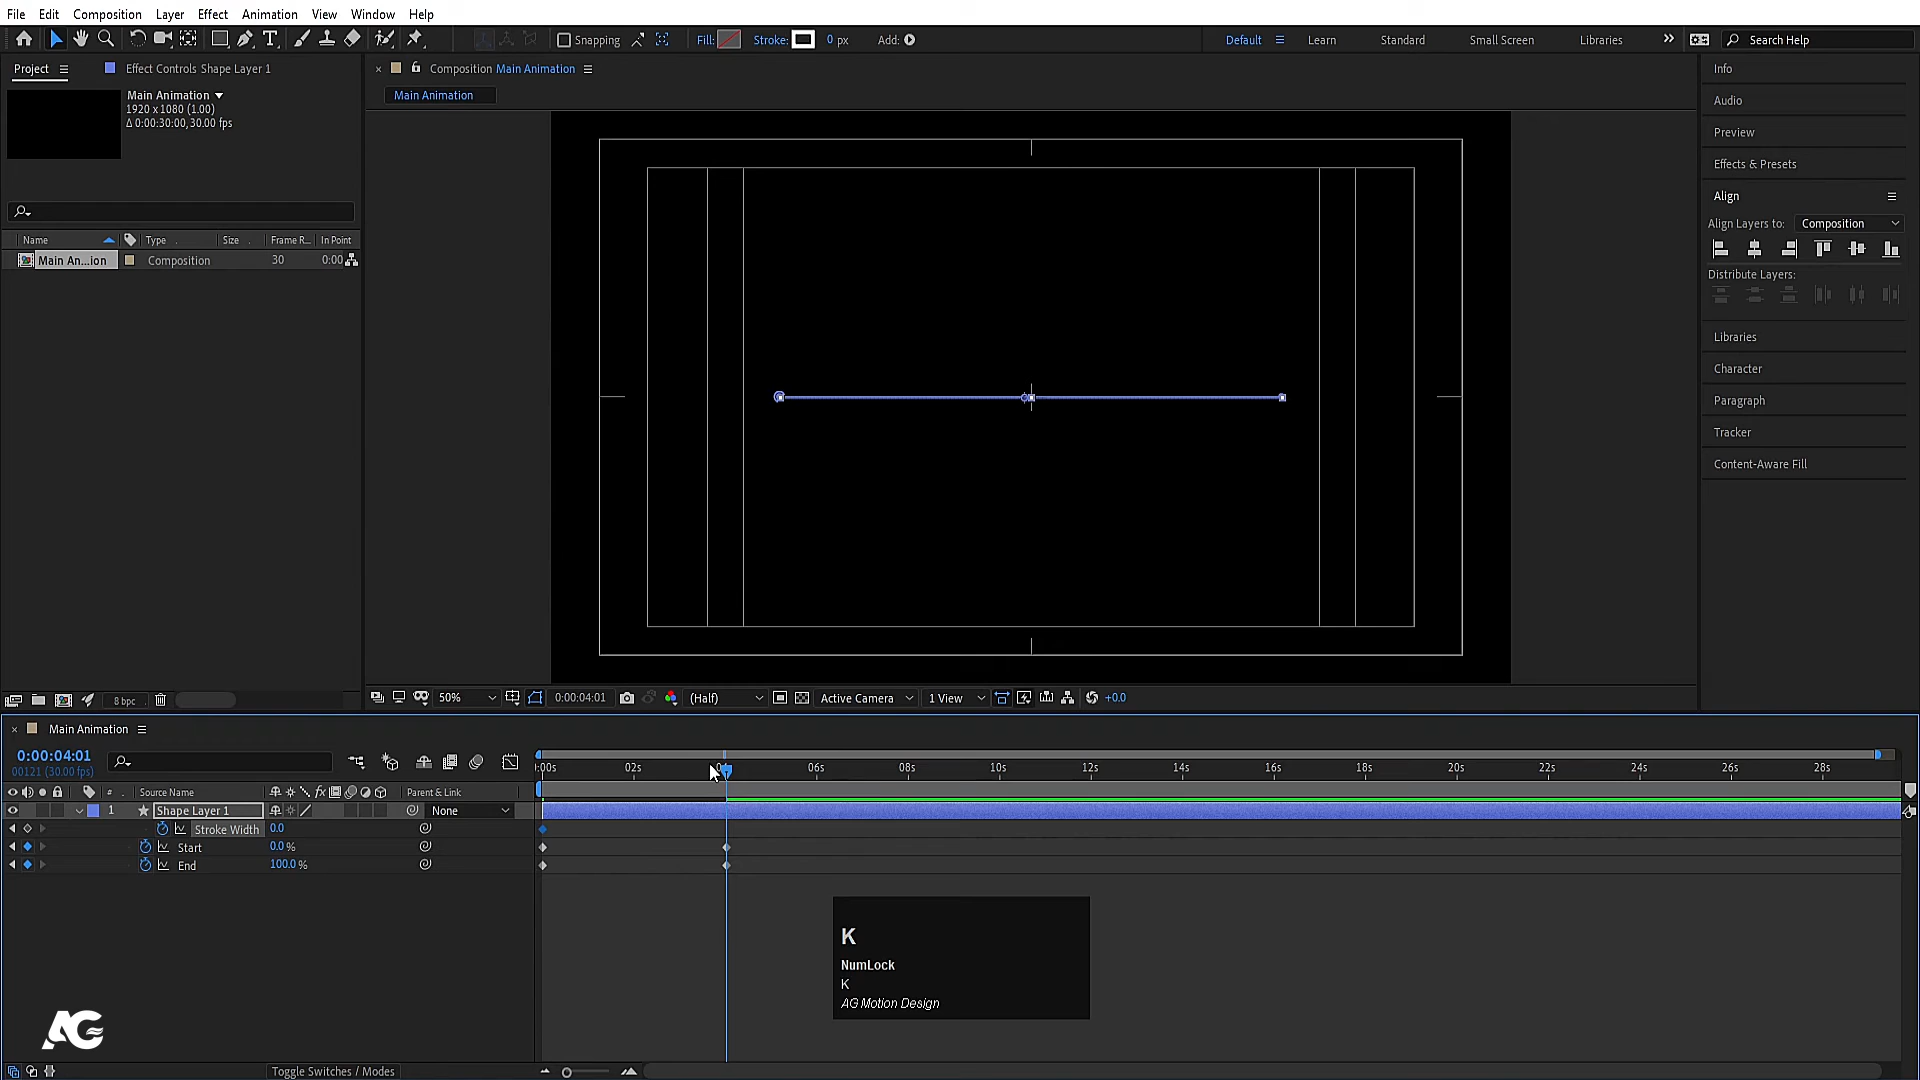 File Edit Composition Layer Effect Animation View Window Help
Snapping Fill: Stroke: 0 px Add: Default Learn Standard Small Screen Libraries Search Help
Project Effect Controls Shape Layer 1
Main Animation
1920 x 1080 (1.00)
Δ 0:00:30:00, 30.00 fps
Name Type Size Frame R... In Point
Main An...ion Composition 30 0:00
8 bpc
Composition Main Animation
Main Animation
50% 0:00:04:01 (Half) Active Camera 1 View +0.0
Info
Audio
Preview
Effects & Presets
Align
Align Layers to: Composition
Distribute Layers:
Libraries
Character
Paragraph
Tracker
Content-Aware Fill
Main Animation
0:00:04:01
00121 (30.00 fps)
):00s 02s 06s 08s 10s 12s 14s 16s 18s 20s 22s 24s 26s 28s
# Source Name fx Parent & Link
1 Shape Layer 1 None
Stroke Width 0.0
Start 0.0 %
End 100.0 %
K
NumLock
K
AG Motion Design
AG
Toggle Switches / Modes